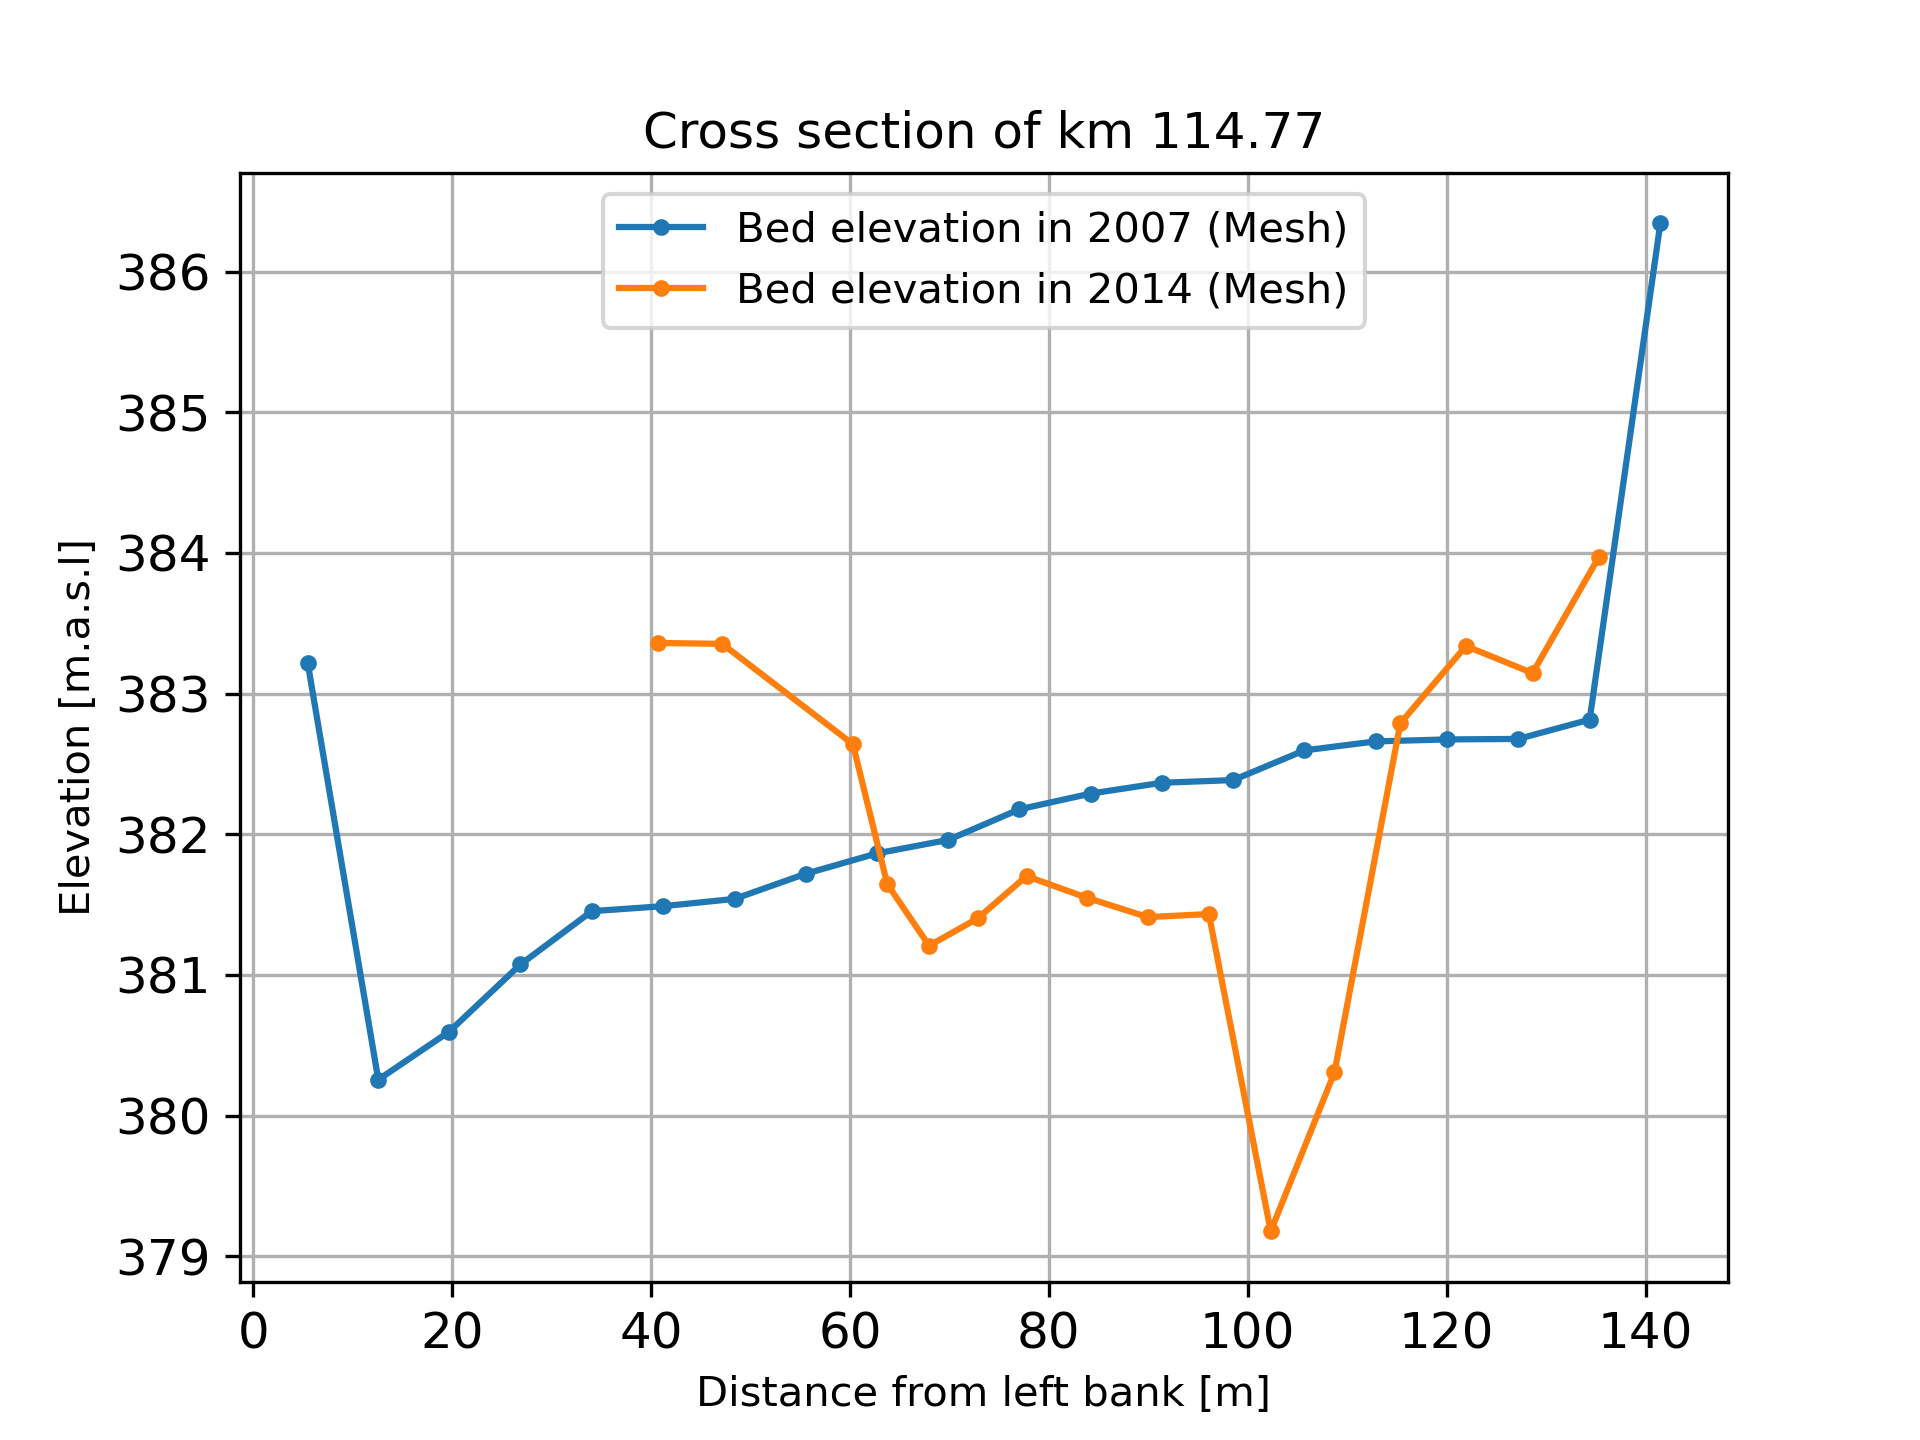 Cross section of km 114.77
Bed elevation in 2007 (Mesh)
Bed elevation in 2014 (Mesh)
Elevation [m.a.s.l]
386
385
384
383
382
381
380
379
0 20 40 60 80 100 120 140
Distance from left bank [m]